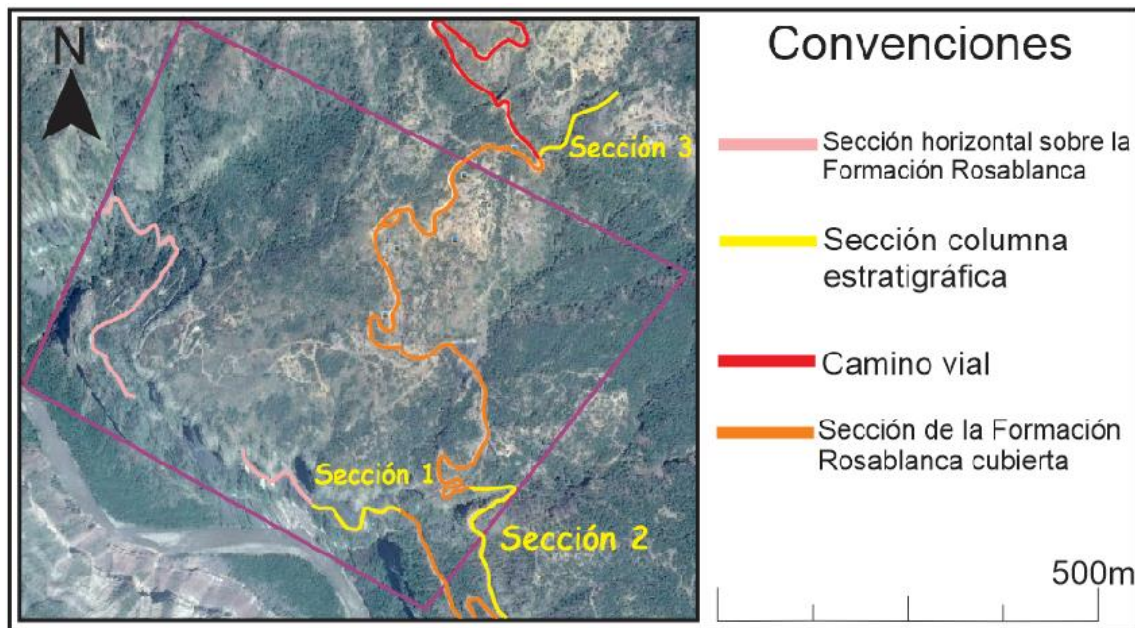 N
Sección 3
Sección 1
Sección 2
Convenciones
Sección horizontal sobre la
Formación Rosablanca
Sección columna
estratigráfica
Camino vial
Sección de la Formación
Rosablanca cubierta
500m